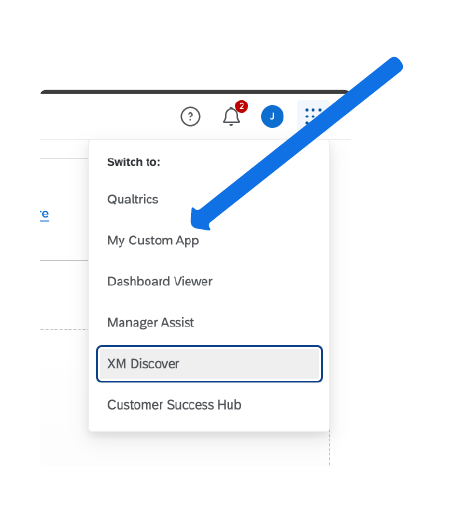 ?
2
J
Switch to:
Qualtrics
re
My Custom App
Dashboard Viewer
Manager Assist
XM Discover
Customer Success Hub